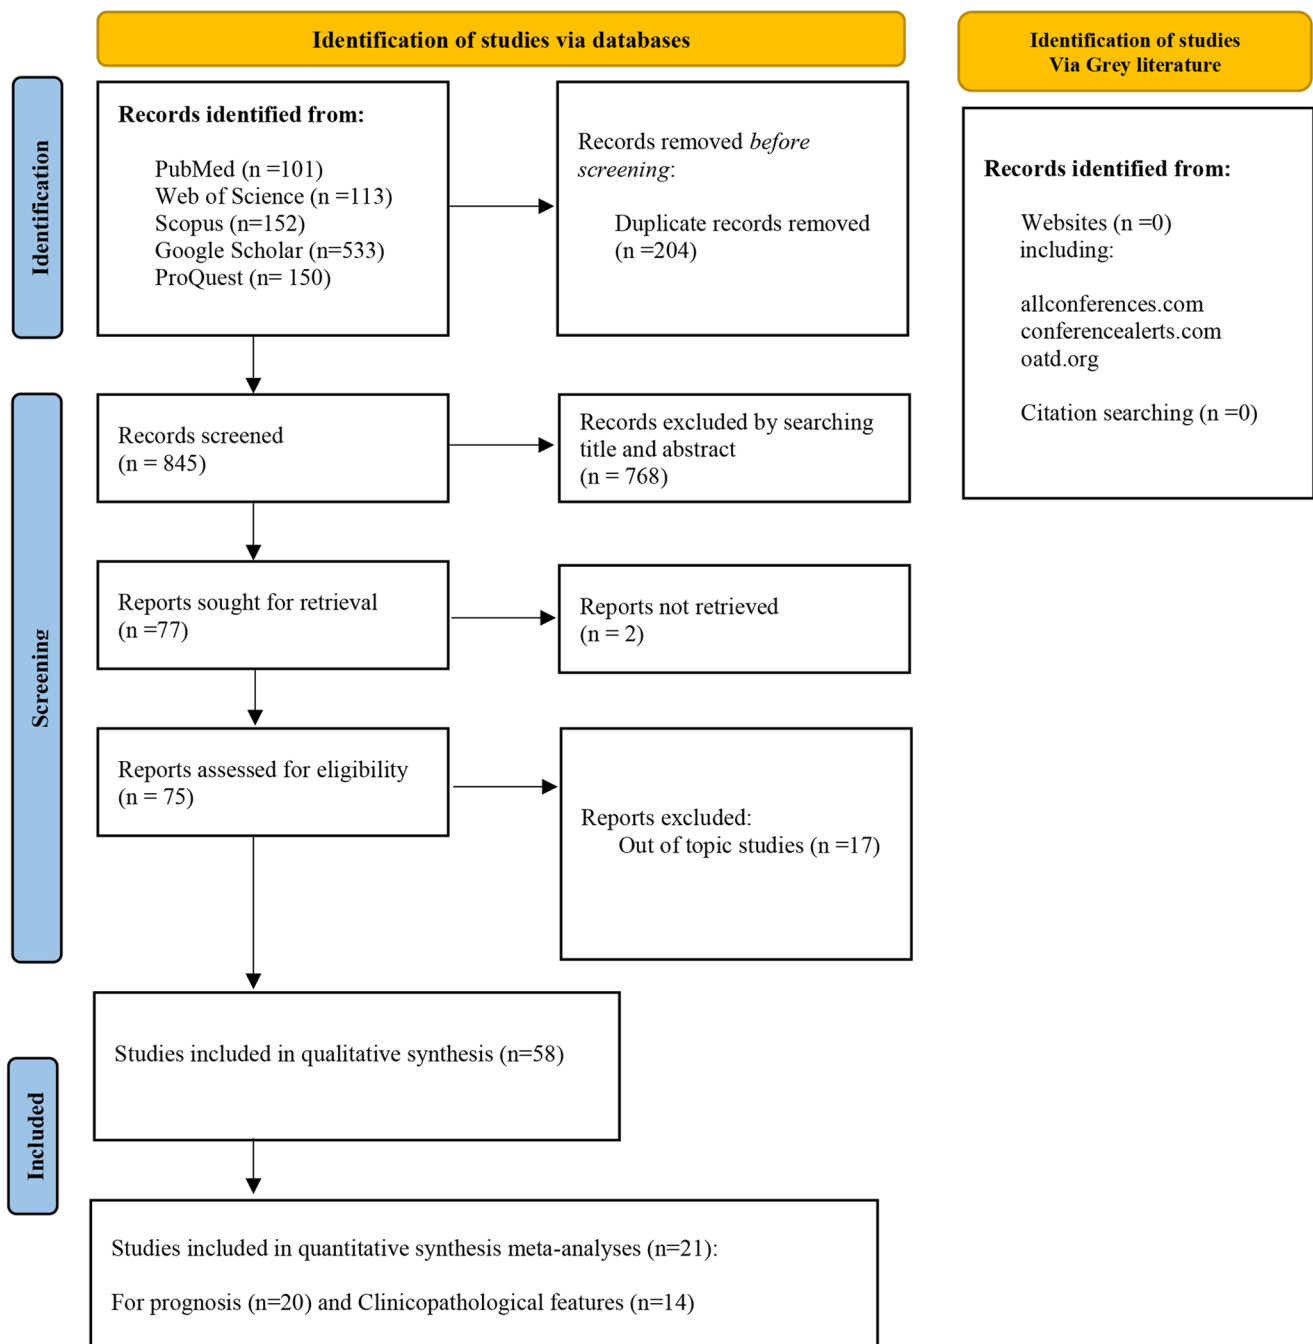 Identification of studies via databases
Identification of studies
Via Grey literature
Identification
Records identified from:
PubMed (n =101)
Web of Science (n =113)
Scopus (n=152)
Google Scholar (n=533)
ProQuest (n= 150)
Records removed before
screening:
Duplicate records removed
(n =204)
Records identified from:
Websites (n =0)
including:
allconferences.com
conferencealerts.com
oatd.org
Citation searching (n =0)
Screening
Records screened
(n = 845)
Records excluded by searching
title and abstract
(n = 768)
Reports sought for retrieval
(n =77)
Reports not retrieved
(n = 2)
Reports assessed for eligibility
(n = 75)
Reports excluded:
Out of topic studies (n =17)
Included
Studies included in qualitative synthesis (n=58)
Studies included in quantitative synthesis meta-analyses (n=21):
For prognosis (n=20) and Clinicopathological features (n=14)